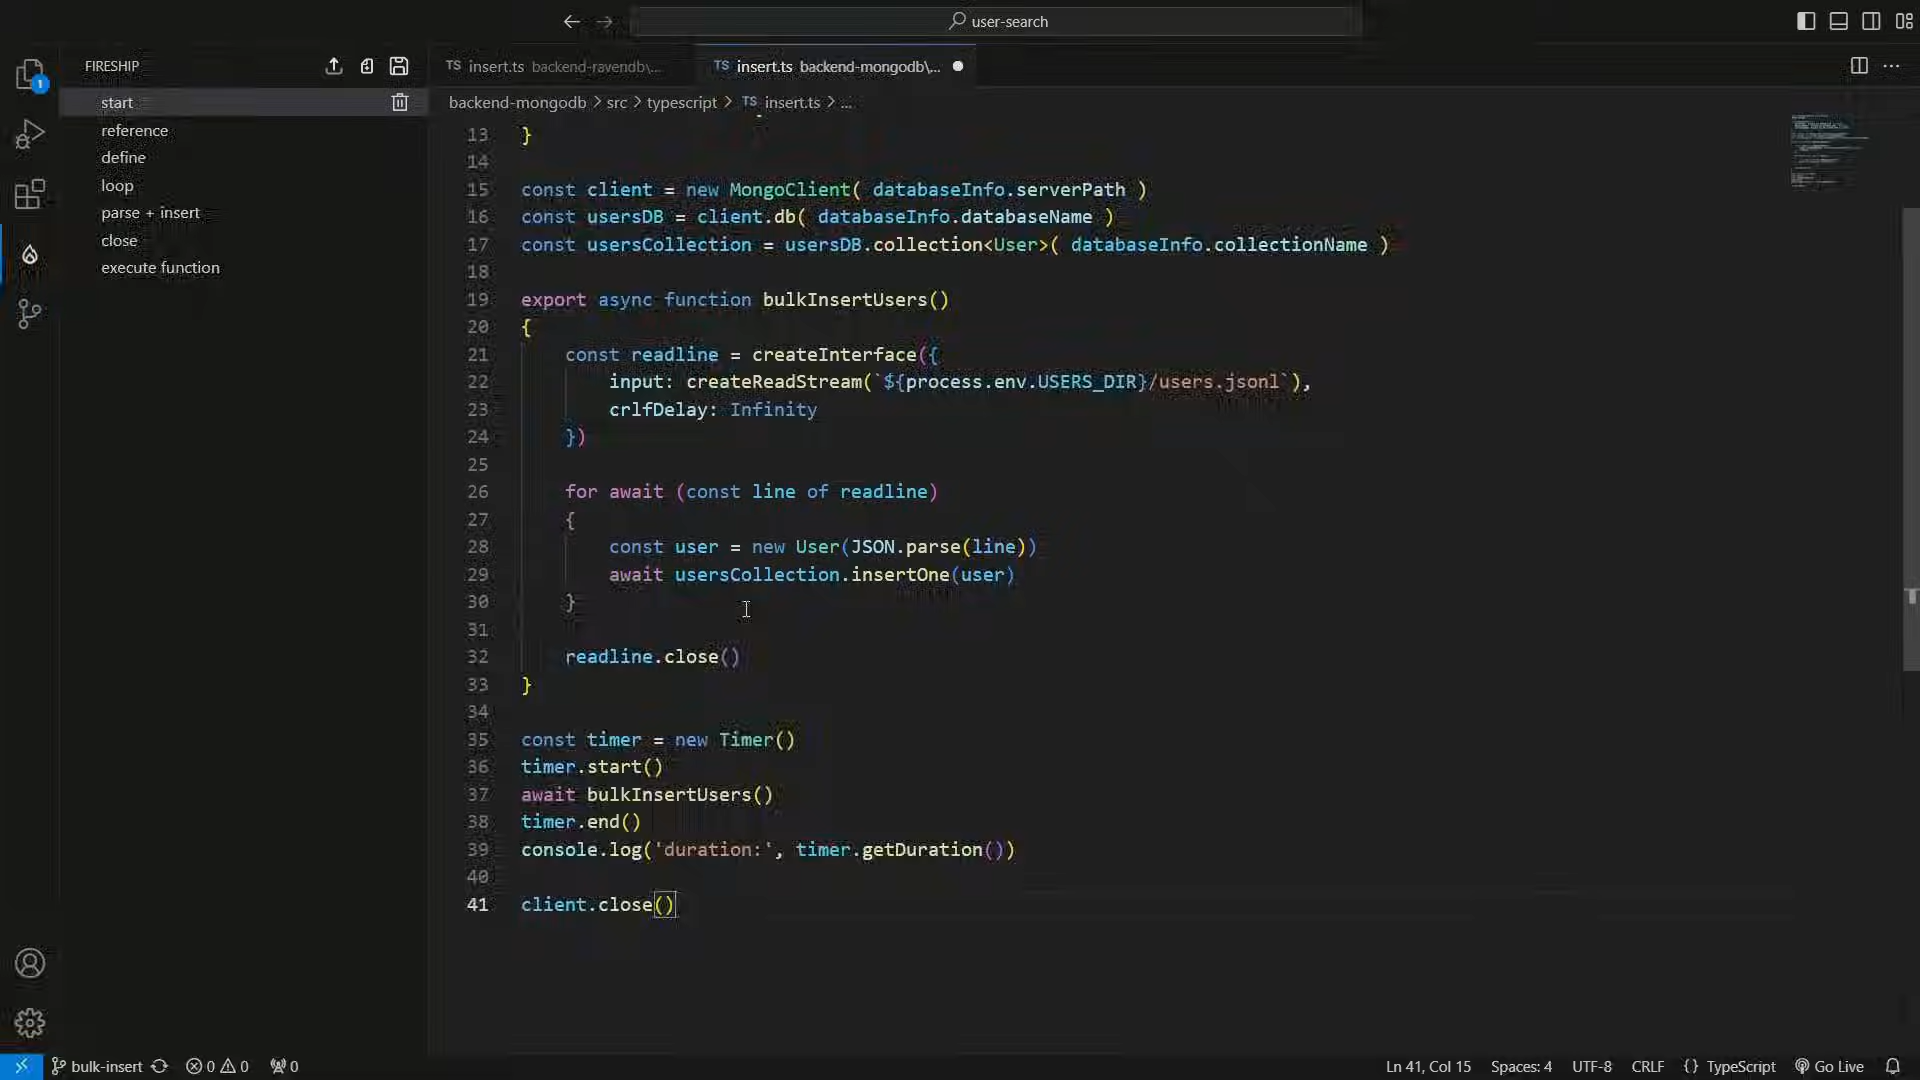 user-search
FIRESHIP
start
reference
define
loop
parse + insert
close
execute function
1
TS insert.ts backend-ravendb\...
TS insert.ts backend-mongodb\...
backend-mongodb > src > typescript > TS insert.ts > ...
13 }
14
15 const client = new MongoClient( databaseInfo.serverPath )
16 const usersDB = client.db( databaseInfo.databaseName )
17 const usersCollection = usersDB.collection<User>( databaseInfo.collectionName )
18
19 export async function bulkInsertUsers()
20 {
21 const readline = createInterface({
22 input: createReadStream(`${process.env.USERS_DIR}/users.jsonl`),
23 crlfDelay: Infinity
24 })
25
26 for await (const line of readline)
27 {
28 const user = new User(JSON.parse(line))
29 await usersCollection.insertOne(user)
30 }
31
32 readline.close()
33 }
34
35 const timer = new Timer()
36 timer.start()
37 await bulkInsertUsers()
38 timer.end()
39 console.log('duration:', timer.getDuration())
40
41 client.close()
bulk-insert 0 0 0
Ln 41, Col 15 Spaces: 4 UTF-8 CRLF {} TypeScript Go Live